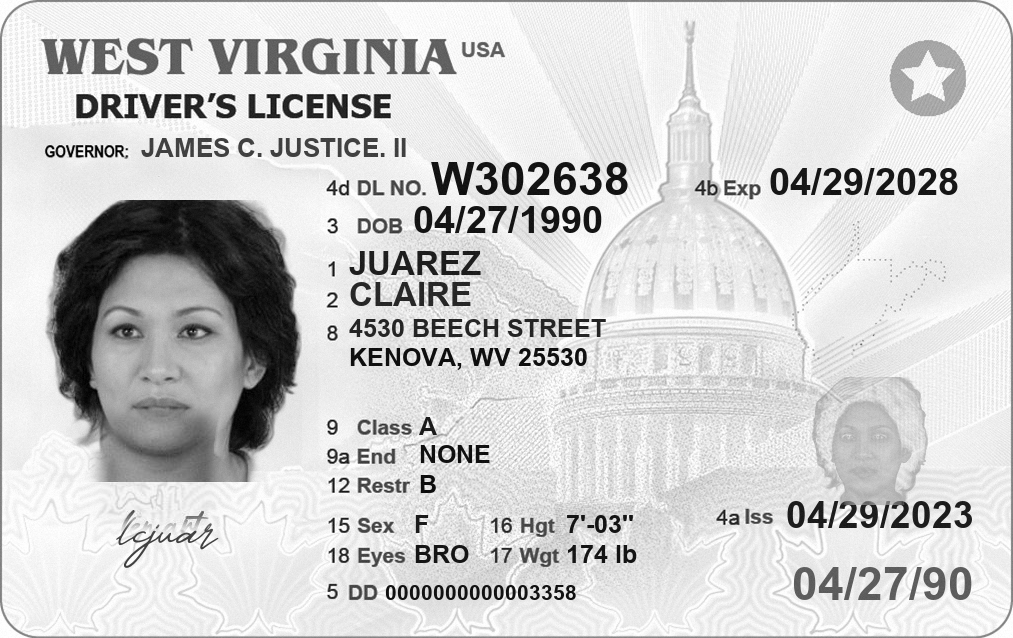 WEST VIRGINIA USA
DRIVER'S LICENSE
GOVERNOR: JAMES C. JUSTICE. II
4d DL NO. W302638 4b Exp 04/29/2028
3 DOB 04/27/1990
1 JUAREZ
2 CLAIRE
8 4530 BEECH STREET
KENOVA, WV 25530
9 Class A
9a End NONE
12 Restr B
15 Sex F 16 Hgt 7'-03" 4a Iss 04/29/2023
18 Eyes BRO 17 Wgt 174 lb
5 DD 0000000000003358 04/27/90